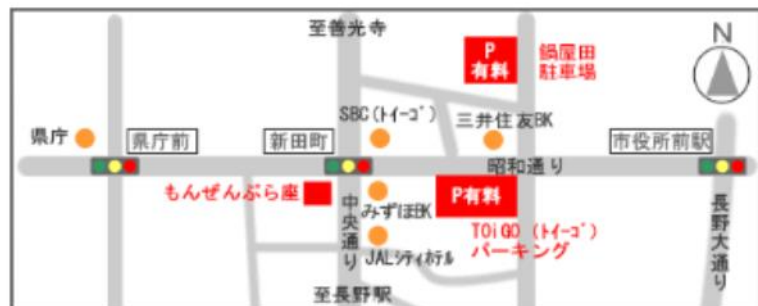 至善光寺
P
有料
鍋屋田
駐車場
N
SBC(トイーゴ)
三井住友BK
県庁
県庁前
新田町
市役所前駅
昭和通り
もんぜんぷら座
中央通り
みずほBK
P有料
TOiGO (トイーゴ)
パーキング
長野大通り
JALシティホテル
至長野駅